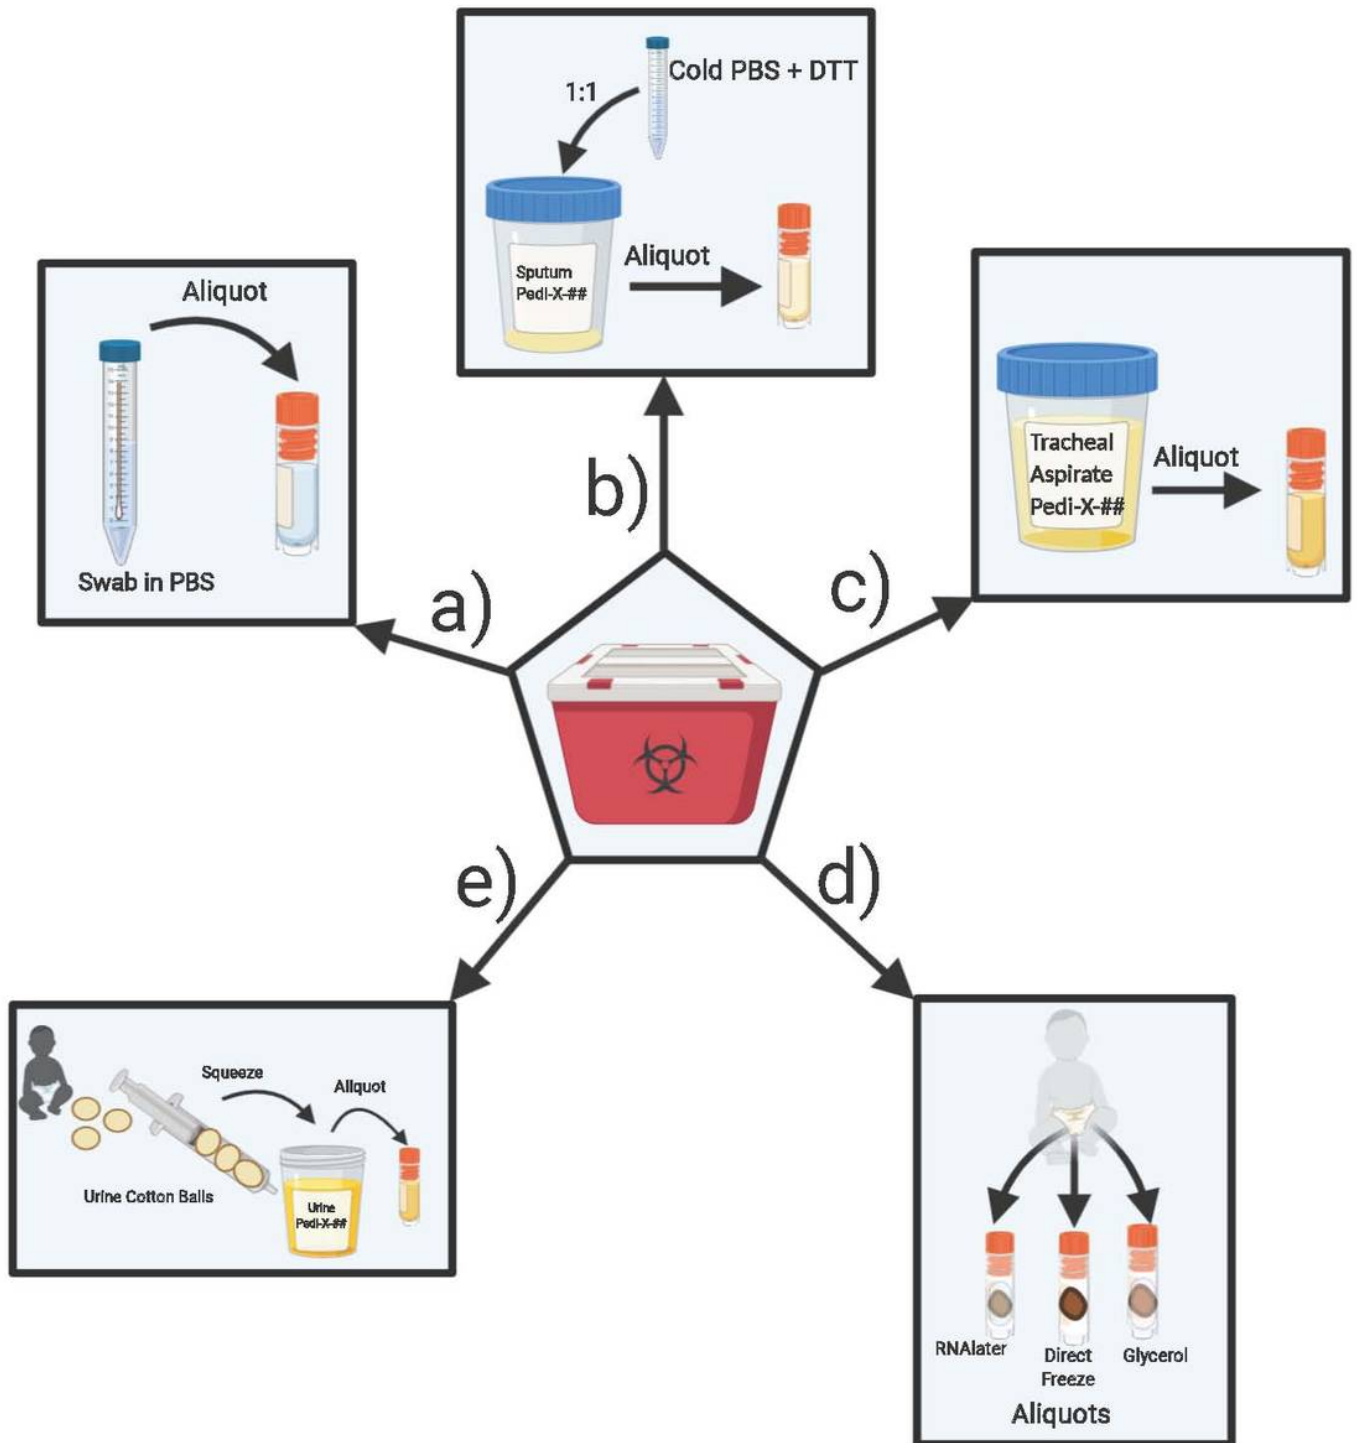 Cold PBS + DTT
1:1
Sputum
Pedi-X-##
Aliquot
Aliquot
Swab in PBS
Tracheal
Aspirate
Pedi-X-##
Aliquot
a)
b)
c)
d)
e)
Squeeze
Aliquot
Urine Cotton Balls
Urine
Pedi-X-##
RNAlater
Direct
Freeze
Glycerol
Aliquots